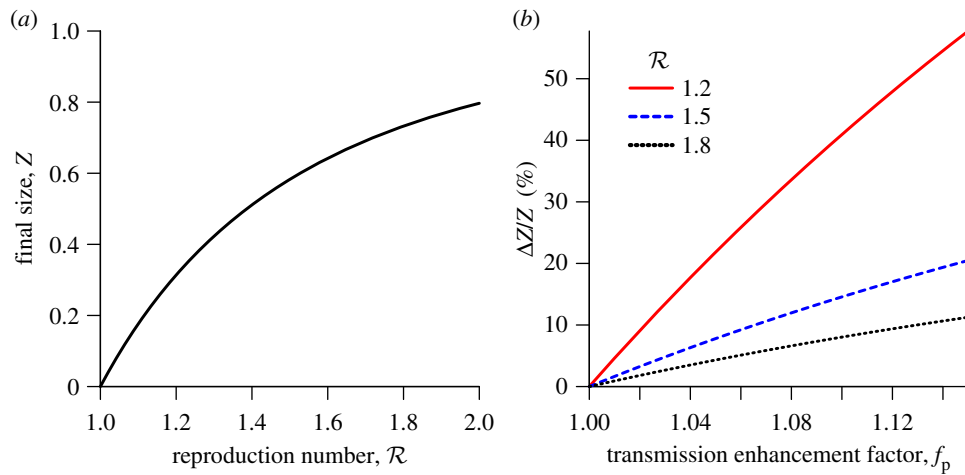 (a)
1.0
0.8
0.6
0.4
0.2
0
final size, Z
1.0 1.2 1.4 1.6 1.8 2.0
reproduction number, ℛ
(b)
50
40
30
20
10
0
ΔZ/Z (%)
ℛ
1.2
1.5
1.8
1.00 1.04 1.08 1.12
transmission enhancement factor, fp